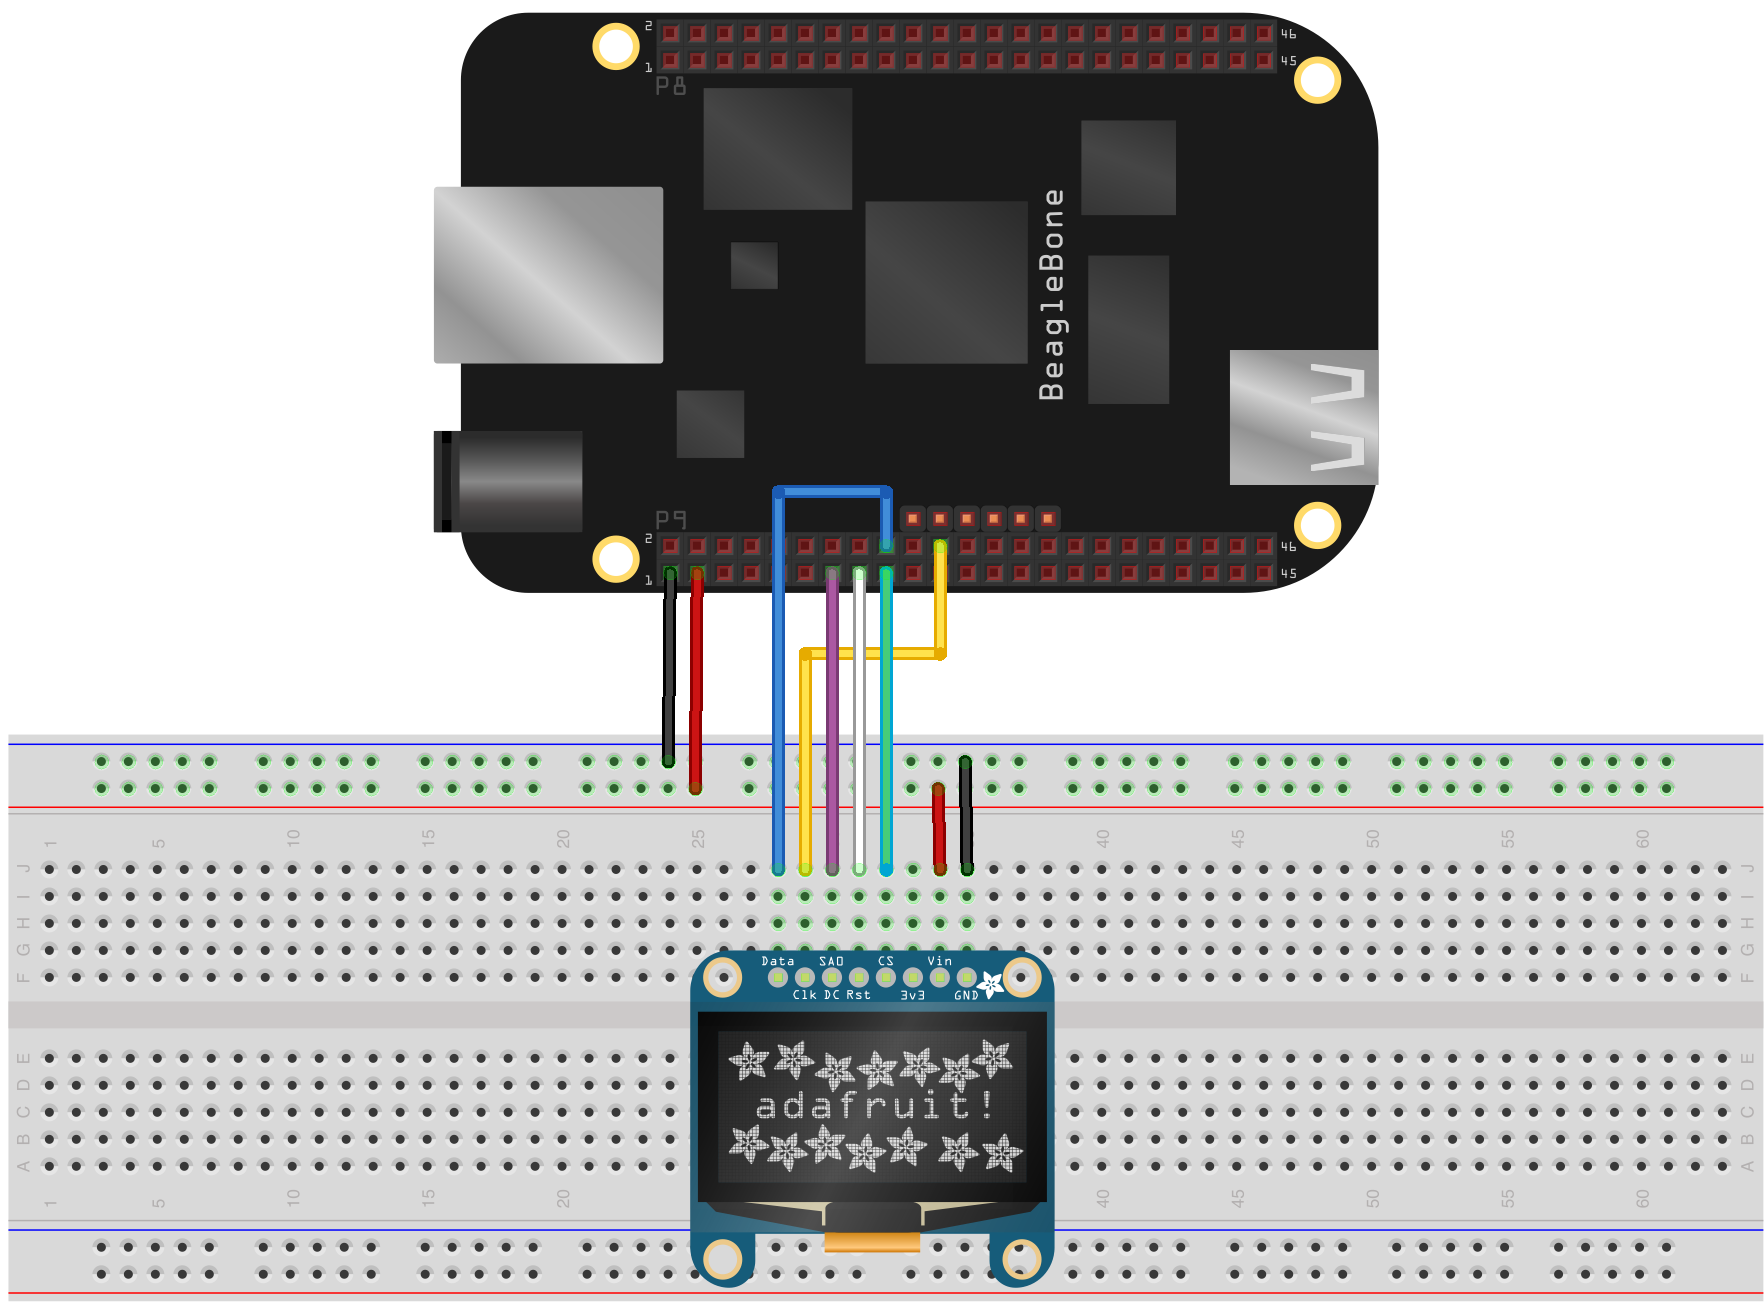 2 46
1 45
P8
BeagleBone
P9
2 46
1 45
1 5 10 15 20 25 40 45 50 55 60
J J
I I
H H
G G
F F
Data SA0 CS Vin
Clk DC Rst 3v3 GND
E E
D D
adafruit!
C C
B B
A A
1 5 10 15 20 40 45 50 55 60